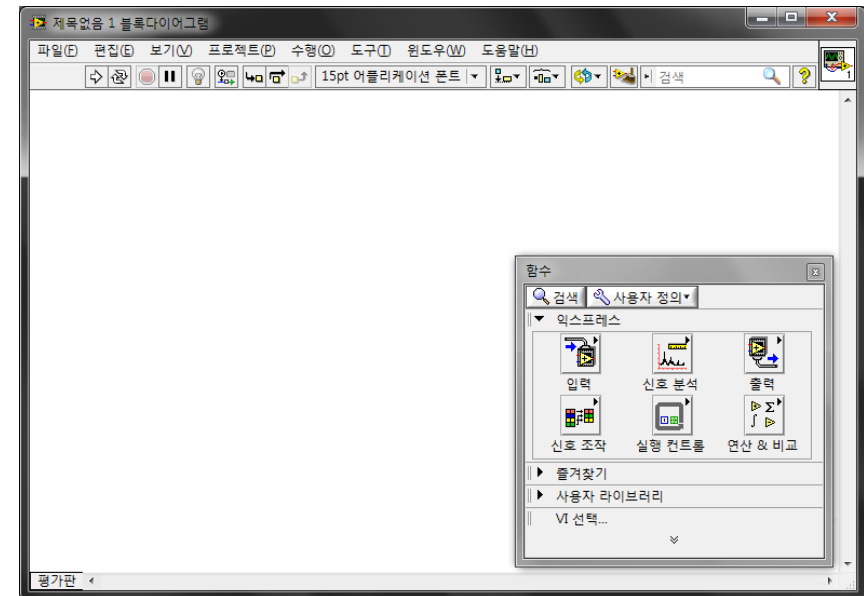 제목없음 1 블록다이어그램
파일(F) 편집(E) 보기(V) 프로젝트(P) 수행(O) 도구(T) 윈도우(W) 도움말(H)
15pt 어플리케이션 폰트 검색 ? 1
함수
검색 사용자 정의
익스프레스
입력 신호 분석 출력
신호 조작 실행 컨트롤 연산 & 비교
즐겨찾기
사용자 라이브러리
VI 선택...
평가판